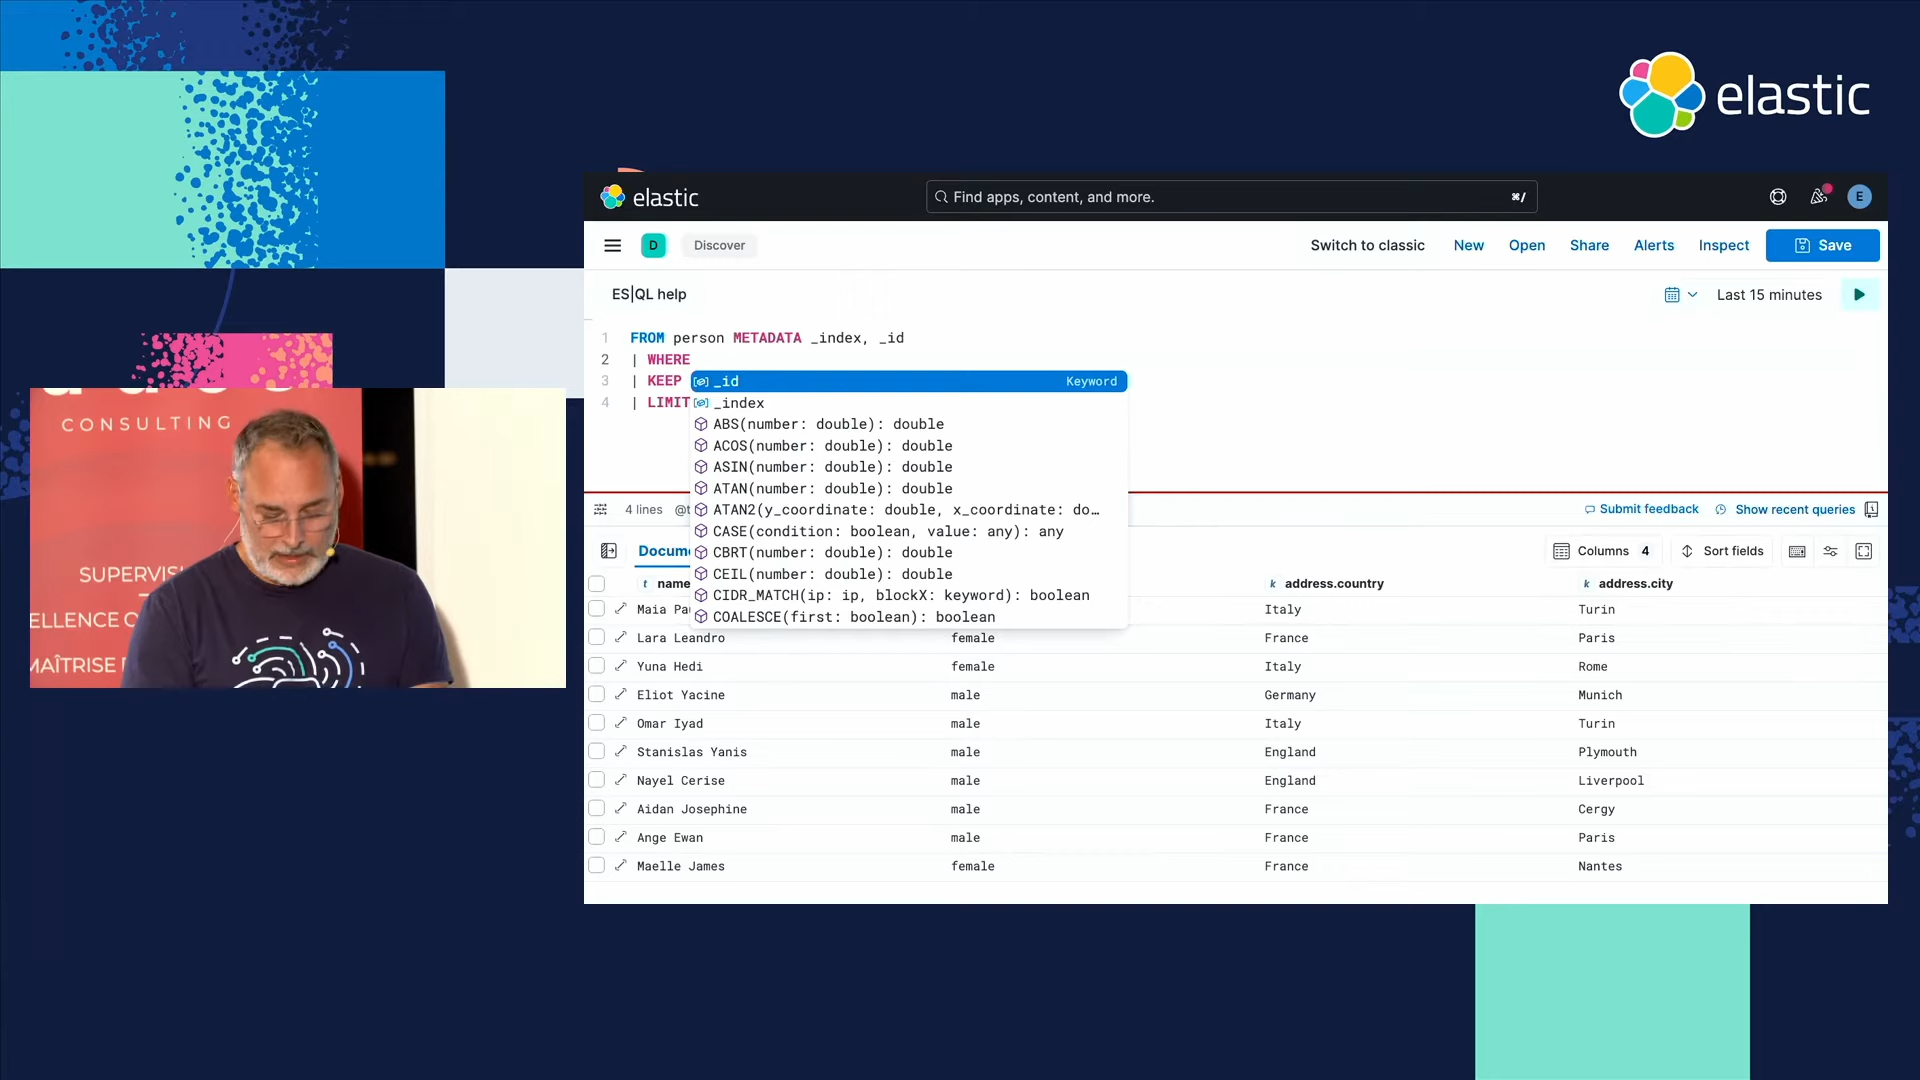 elastic
elastic
Find apps, content, and more.
⌘/
E
D
Discover
Switch to classic
New
Open
Share
Alerts
Inspect
Save
ES|QL help
Last 15 minutes
1 FROM person METADATA _index, _id
2 | WHERE
3 | KEEP
4 | LIMIT
_id Keyword
_index
ABS(number: double): double
ACOS(number: double): double
ASIN(number: double): double
ATAN(number: double): double
ATAN2(y_coordinate: double, x_coordinate: do…
CASE(condition: boolean, value: any): any
CBRT(number: double): double
CEIL(number: double): double
CIDR_MATCH(ip: ip, blockX: keyword): boolean
COALESCE(first: boolean): boolean
4 lines
Submit feedback
Show recent queries
Columns 4
Sort fields
t name
k address.country
k address.city
Maia Italy Turin
Lara Leandro female France Paris
Yuna Hedi female Italy Rome
Eliot Yacine male Germany Munich
Omar Iyad male Italy Turin
Stanislas Yanis male England Plymouth
Nayel Cerise male England Liverpool
Aidan Josephine male France Cergy
Ange Ewan male France Paris
Maelle James female France Nantes
CONSULTING
SUPERVIS
ELLENCE
MAÎTRISE